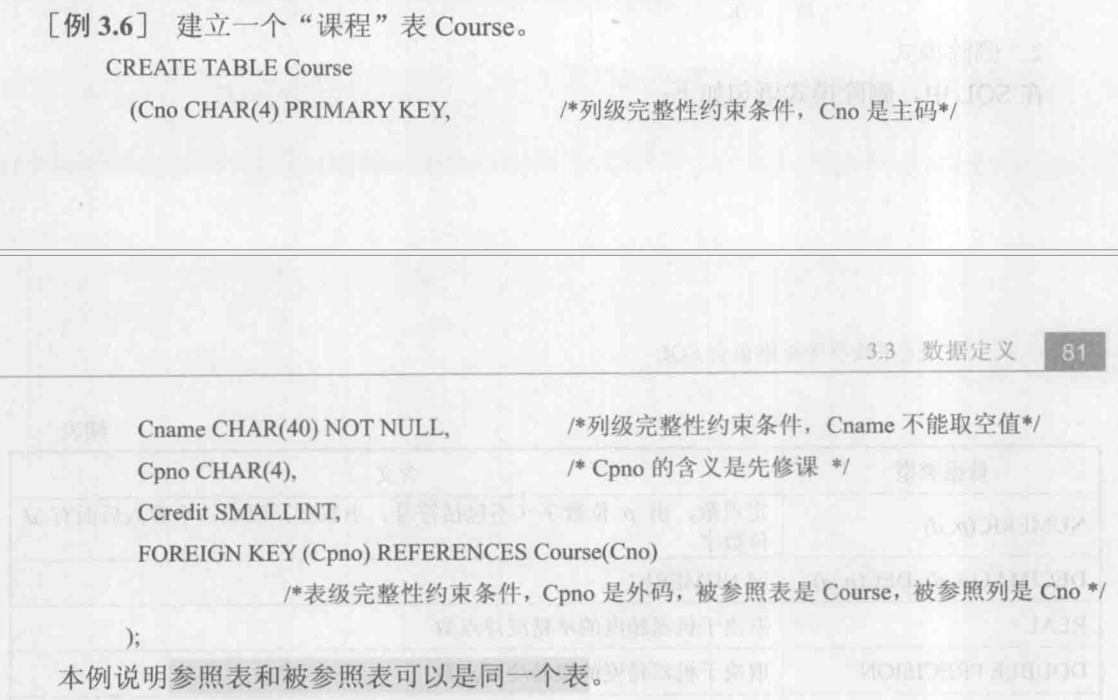 ［例 3.6］ 建立一个“课程”表 Course。
CREATE TABLE Course
(Cno CHAR(4) PRIMARY KEY, /*列级完整性约束条件，Cno 是主码*/
3.3 数据定义 81
Cname CHAR(40) NOT NULL, /*列级完整性约束条件，Cname 不能取空值*/
Cpno CHAR(4), /* Cpno 的含义是先修课 */
Ccredit SMALLINT,
FOREIGN KEY (Cpno) REFERENCES Course(Cno)
/*表级完整性约束条件，Cpno 是外码，被参照表是 Course，被参照列是 Cno */
);
本例说明参照表和被参照表可以是同一个表。